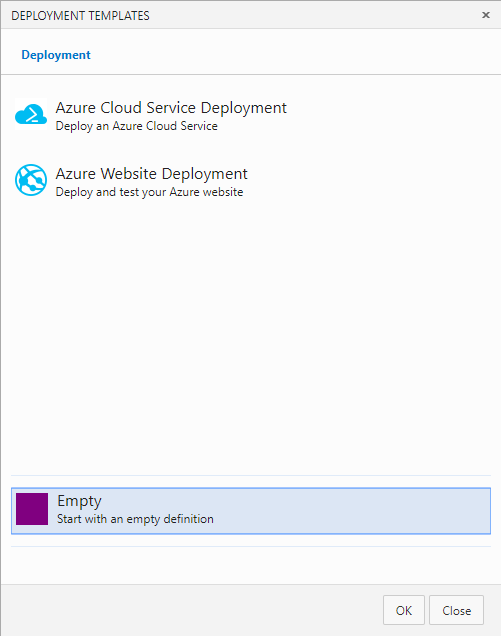 DEPLOYMENT TEMPLATES
Deployment
Azure Cloud Service Deployment
Deploy an Azure Cloud Service
Azure Website Deployment
Deploy and test your Azure website
Empty
Start with an empty definition
OK
Close